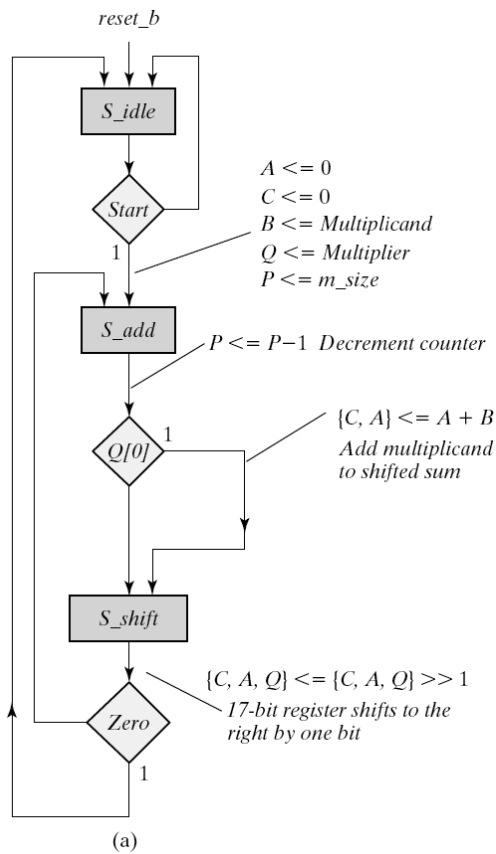 reset_b
S_idle
Start
1
A <= 0
C <= 0
B <= Multiplicand
Q <= Multiplier
P <= m_size
S_add
P <= P−1 Decrement counter
Q[0]
1
{C, A} <= A + B
Add multiplicand
to shifted sum
S_shift
{C, A, Q} <= {C, A, Q} >> 1
17-bit register shifts to the
right by one bit
Zero
1
(a)